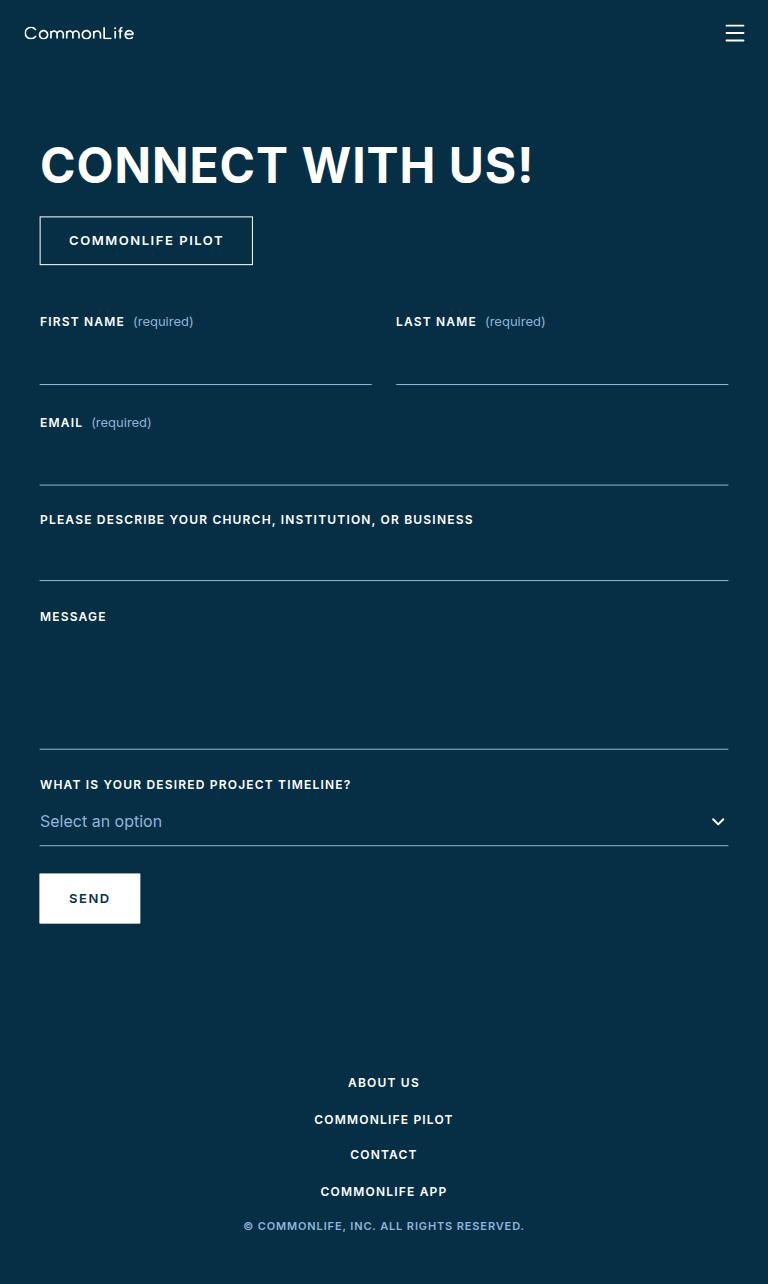 CommonLife
CONNECT WITH US!
COMMONLIFE PILOT
FIRST NAME (required)
LAST NAME (required)
EMAIL (required)
PLEASE DESCRIBE YOUR CHURCH, INSTITUTION, OR BUSINESS
MESSAGE
WHAT IS YOUR DESIRED PROJECT TIMELINE?
Select an option
SEND
ABOUT US
COMMONLIFE PILOT
CONTACT
COMMONLIFE APP
© COMMONLIFE, INC. ALL RIGHTS RESERVED.